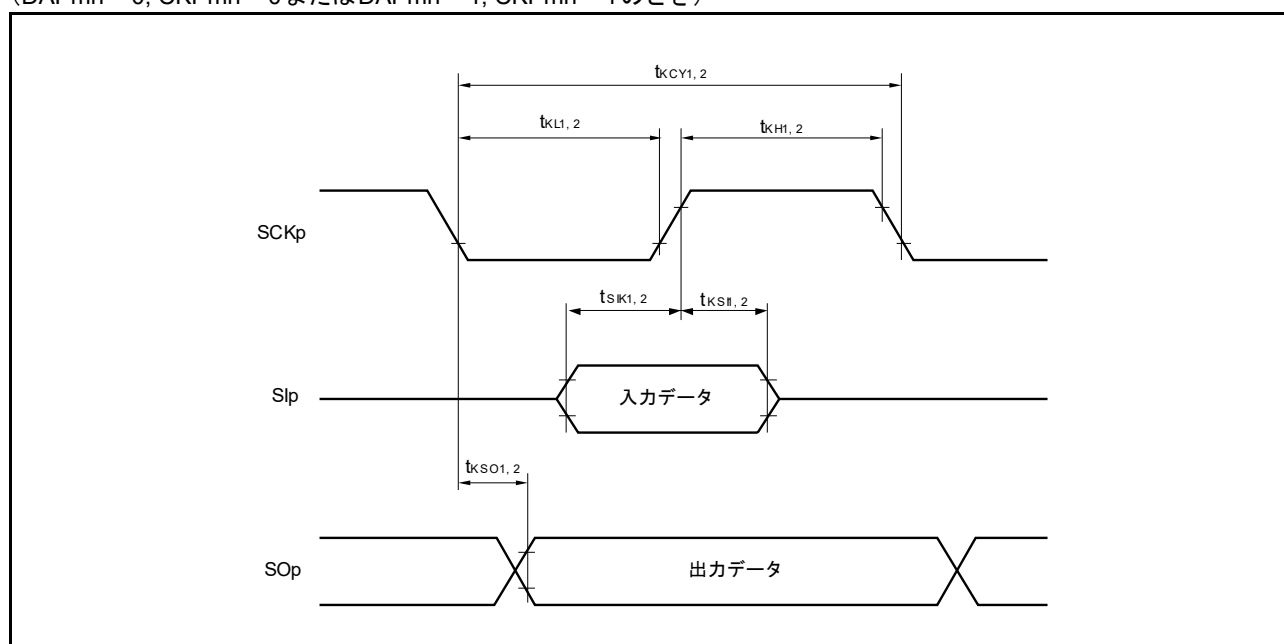 tKCY1, 2
tKL1, 2
tKH1, 2
SCKp
tSIK1, 2
tKSI1, 2
SIp
入力データ
tKSO1, 2
SOp
出力データ